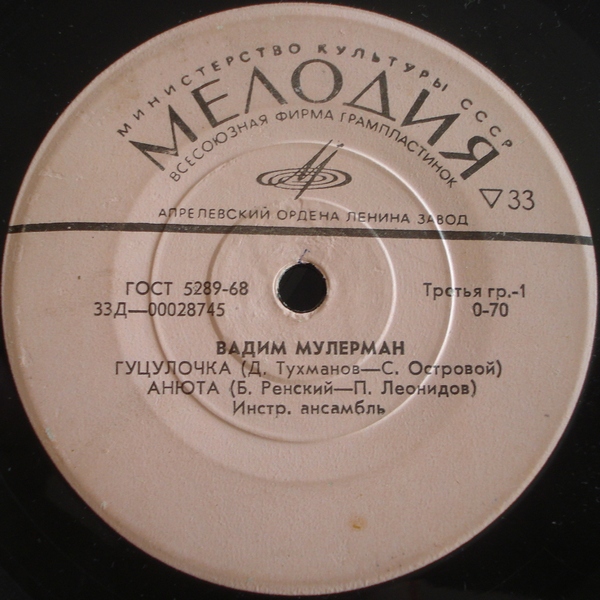 МИНИСТЕРСТВО КУЛЬТУРЫ СССР
МЕЛОДИЯ
ВСЕСОЮЗНАЯ ФИРМА ГРАМПЛАСТИНОК
▽33
АПРЕЛЕВСКИЙ ОРДЕНА ЛЕНИНА ЗАВОД
ГОСТ 5289-68 Третья гр.-1
33Д—00028745 0-70
ВАДИМ МУЛЕРМАН
ГУЦУЛОЧКА (Д. Тухманов—С. Островой)
АНЮТА (Б. Ренский—П. Леонидов)
Инстр. ансамбль